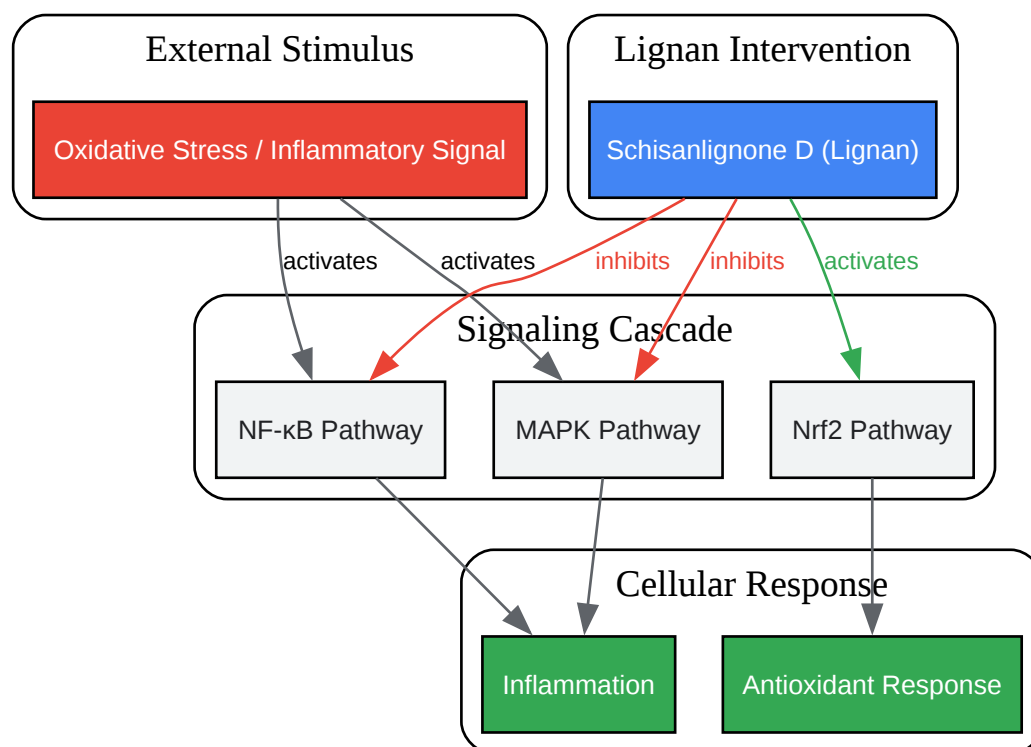 External Stimulus
Lignan Intervention
Oxidative Stress / Inflammatory Signal
Schisanlignone D (Lignan)
activates
activates
inhibits
inhibits
activates
Signaling Cascade
NF-κB Pathway
MAPK Pathway
Nrf2 Pathway
Cellular Response
Inflammation
Antioxidant Response